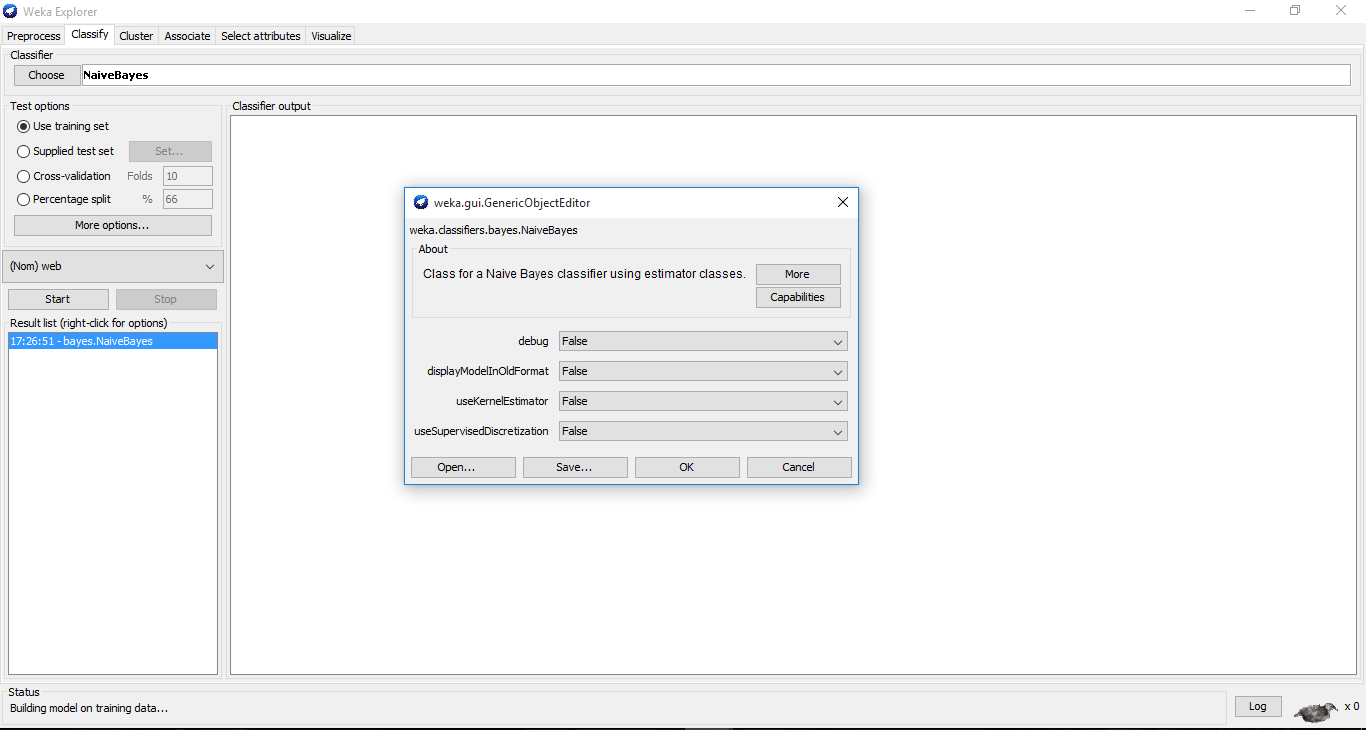 Weka Explorer
Preprocess Classify Cluster Associate Select attributes Visualize
Classifier
Choose NaiveBayes
Test options
Use training set
Supplied test set Set...
Cross-validation Folds 10
Percentage split % 66
More options...
(Nom) web
Start Stop
Result list (right-click for options)
17:26:51 - bayes.NaiveBayes
Classifier output
weka.gui.GenericObjectEditor
weka.classifiers.bayes.NaiveBayes
About
Class for a Naive Bayes classifier using estimator classes. More
Capabilities
debug False
displayModelInOldFormat False
useKernelEstimator False
useSupervisedDiscretization False
Open... Save... OK Cancel
Status
Building model on training data...
Log x 0